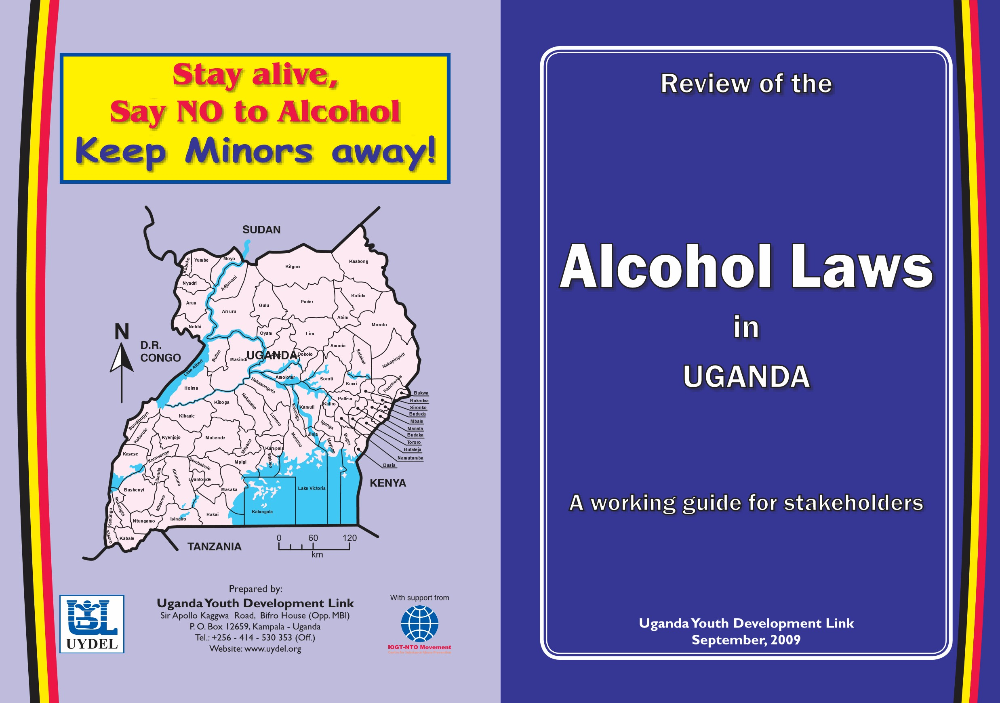 Stay alive,
Say NO to Alcohol
Keep Minors away!
SUDAN
Koboko
Yumbe
Moyo
Kitgum
Kaabong
Nyadri
Adjumani
Arua
Amuru
Gulu
Pader
Kotido
Abim
Nebbi
Moroto
N
D.R.
CONGO
Oyam
Lira
Amuria
Bulisa
Masindi
UGANDA
Dokolo
Katakwi
Nakapiripirit
Lake Albert
Amolotar
Soroti
Kumi
Kapchorwa
Hoima
Nakasongola
Bukwa
Kiboga
Nakaseke
Kayunga
Kamuli
Kaliro
Pallisa
Bukedea
Sironko
Bududa
Mbale
Manafa
Budaka
Tororo
Butaleja
Namutumba
Busia
Bundibugyo
Kibaale
Luwero
Iganga
Kabarole
Kyenjojo
Mubende
Mityana
Mukono
Jinja
Mayuge
Bugiri
Kasese
Kamwenge
Kampala
Wakiso
Sembabule
Mpigi
Ibanda
Kiruhura
Lyantonde
KENYA
Bushenyi
Masaka
Lake Victoria
Rukungiri
Mbarara
Kanungu
Ntungamo
Isingiro
Rakai
Kalangala
Kisoro
Kabale
TANZANIA
0 60 120
km
Prepared by:
Uganda Youth Development Link
Sir Apollo Kaggwa Road, Bifro House (Opp. MBI)
P. O. Box 12659, Kampala - Uganda
Tel.: +256 - 414 - 530 353 (Off.)
Website: www.uydel.org
UYDEL
With support from
IOGT-NTO Movement
Centre for Substance Abuse Prevention
Review of the
Alcohol Laws
in
UGANDA
A working guide for stakeholders
Uganda Youth Development Link
September, 2009